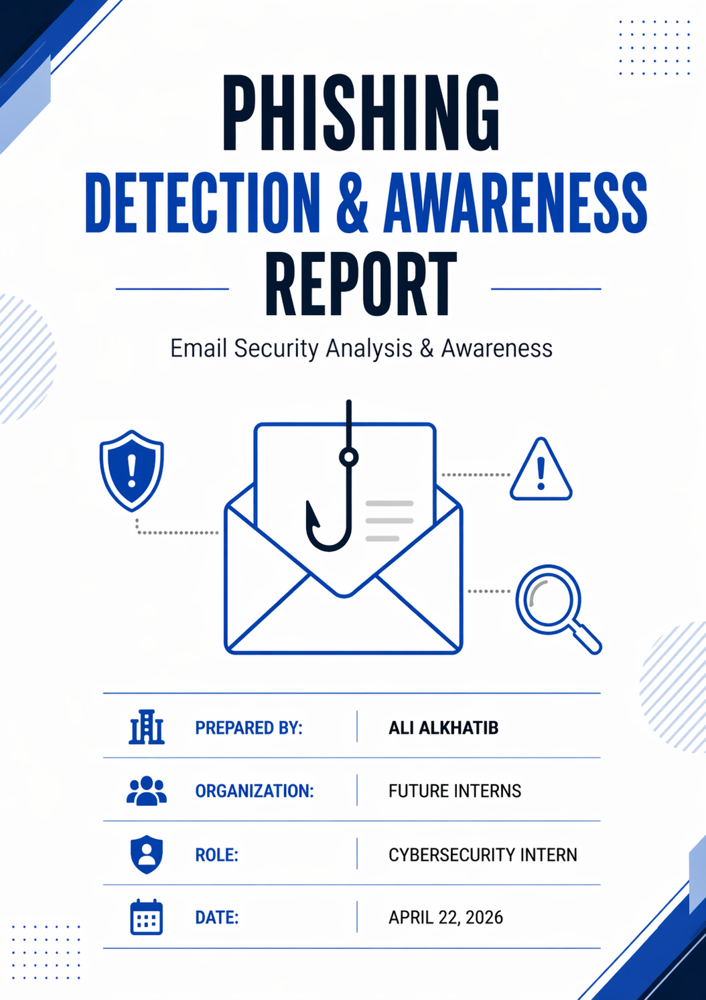 PHISHING
DETECTION & AWARENESS
REPORT
Email Security Analysis & Awareness
PREPARED BY: ALI ALKHATIB
ORGANIZATION: FUTURE INTERNS
ROLE: CYBERSECURITY INTERN
DATE: APRIL 22, 2026